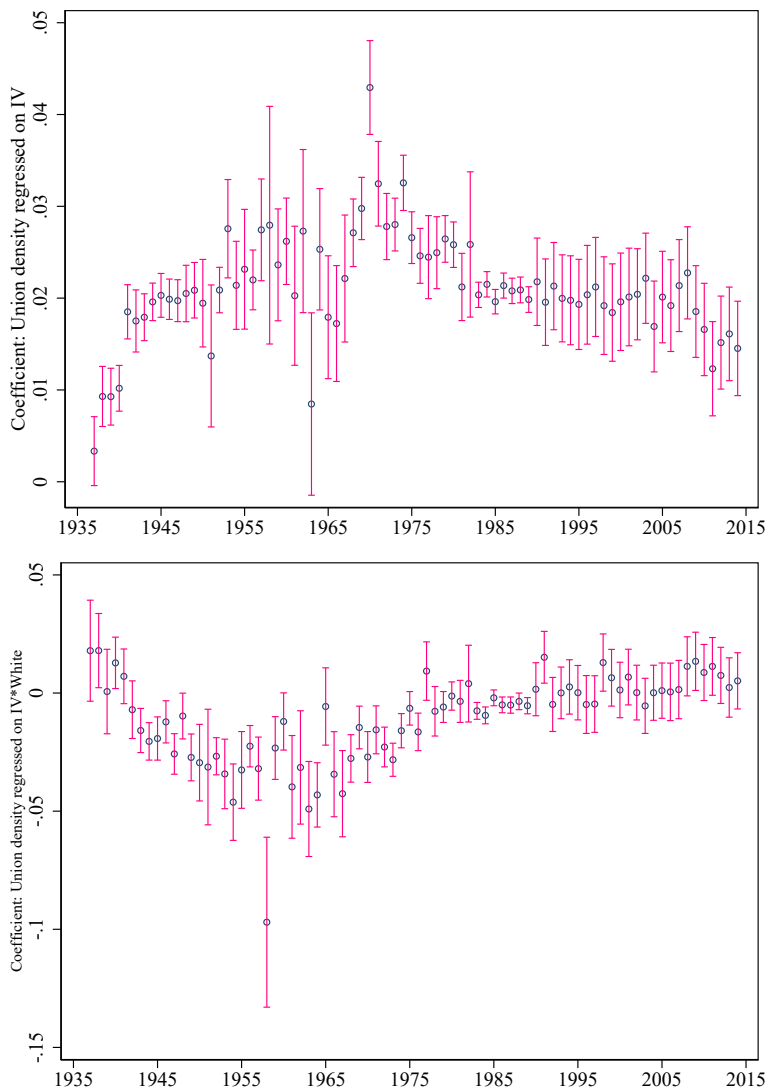 .05
.04
.03
.02
.01
0
Coefficient: Union density regressed on IV
1935 1945 1955 1965 1975 1985 1995 2005 2015
.05
0
-.05
-.1
-.15
Coefficient: Union density regressed on IV*White
1935 1945 1955 1965 1975 1985 1995 2005 2015